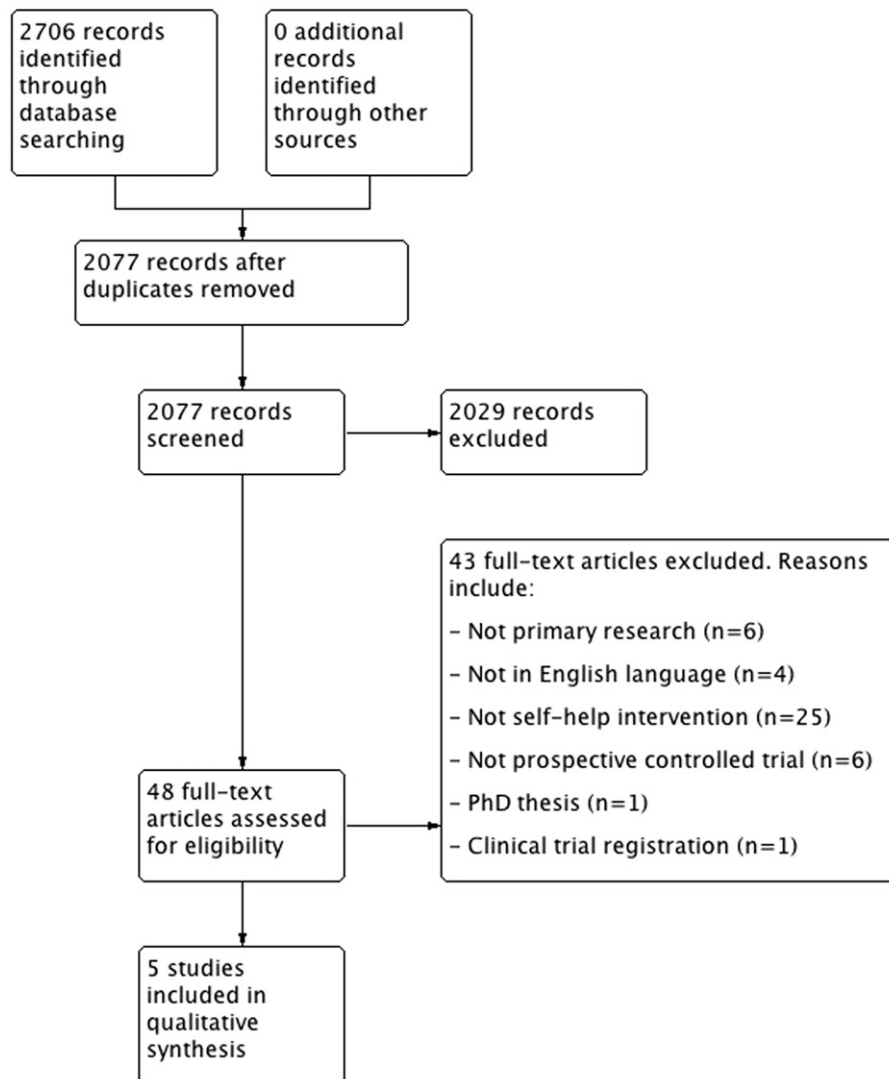 2706 records
identified
through
database
searching
0 additional
records
identified
through other
sources
2077 records after
duplicates removed
2077 records
screened
2029 records
excluded
43 full-text articles excluded. Reasons
include:
– Not primary research (n=6)
– Not in English language (n=4)
– Not self-help intervention (n=25)
– Not prospective controlled trial (n=6)
– PhD thesis (n=1)
– Clinical trial registration (n=1)
48 full-text
articles assessed
for eligibility
5 studies
included in
qualitative
synthesis